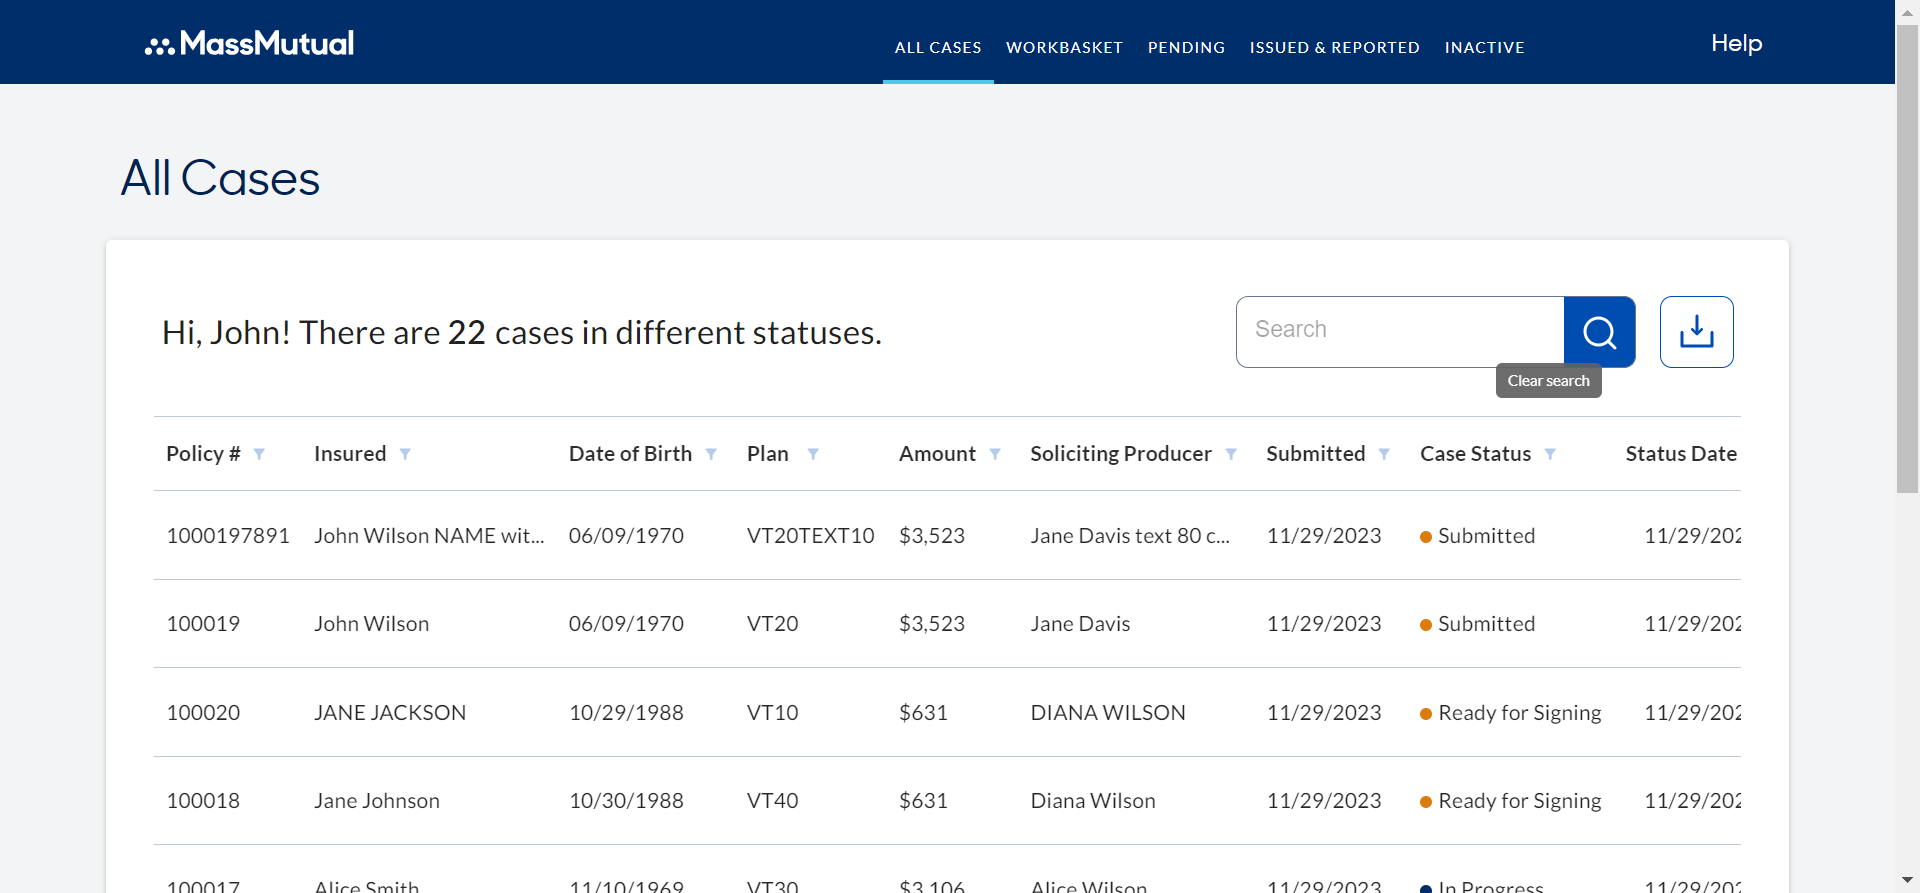 MassMutual
ALL CASES WORKBASKET PENDING ISSUED & REPORTED INACTIVE Help
All Cases
Hi, John! There are 22 cases in different statuses.
Search
Clear search
Policy # Insured Date of Birth Plan Amount Soliciting Producer Submitted Case Status Status Date
1000197891 John Wilson NAME wit... 06/09/1970 VT20TEXT10 $3,523 Jane Davis text 80 c... 11/29/2023 Submitted 11/29/202
100019 John Wilson 06/09/1970 VT20 $3,523 Jane Davis 11/29/2023 Submitted 11/29/202
100020 JANE JACKSON 10/29/1988 VT10 $631 DIANA WILSON 11/29/2023 Ready for Signing 11/29/202
100018 Jane Johnson 10/30/1988 VT40 $631 Diana Wilson 11/29/2023 Ready for Signing 11/29/202
100017 Alice Smith 11/10/1969 VT30 $3,106 Alice Wilson 11/29/2023 In Progress 11/29/202